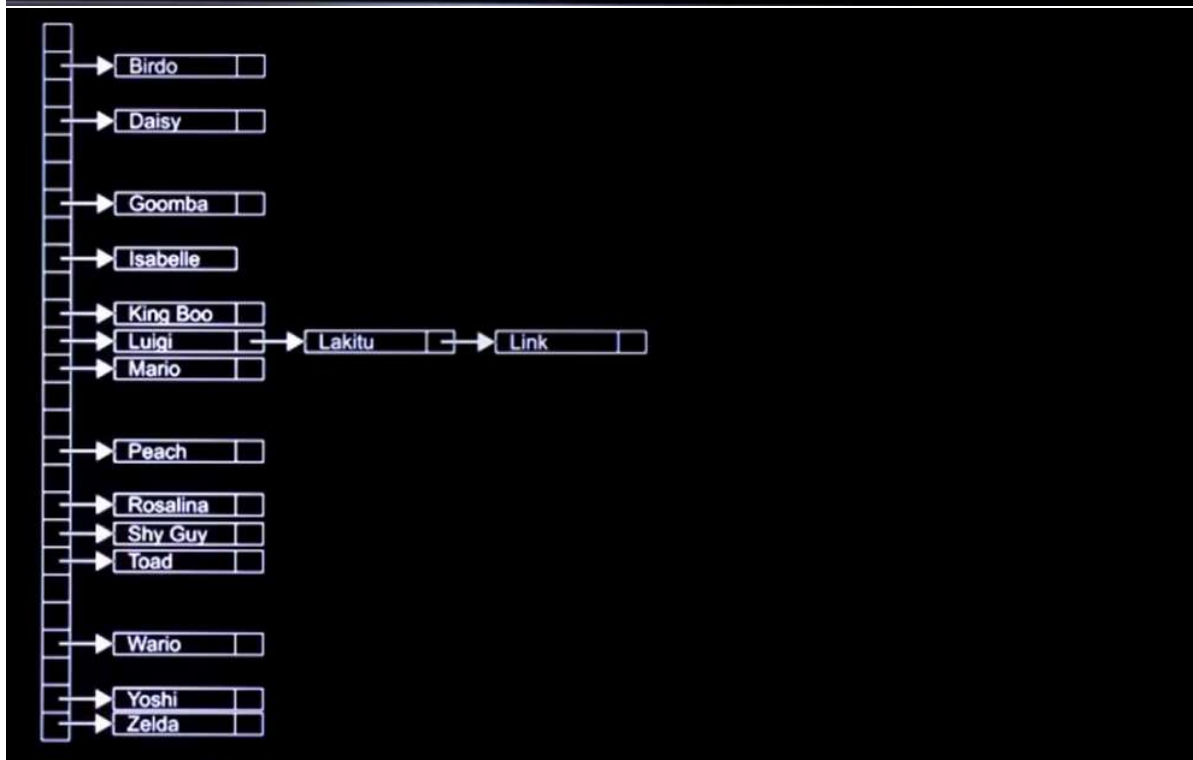 Birdo
Daisy
Goomba
Isabelle
King Boo
Luigi Lakitu Link
Mario
Peach
Rosalina
Shy Guy
Toad
Wario
Yoshi
Zelda